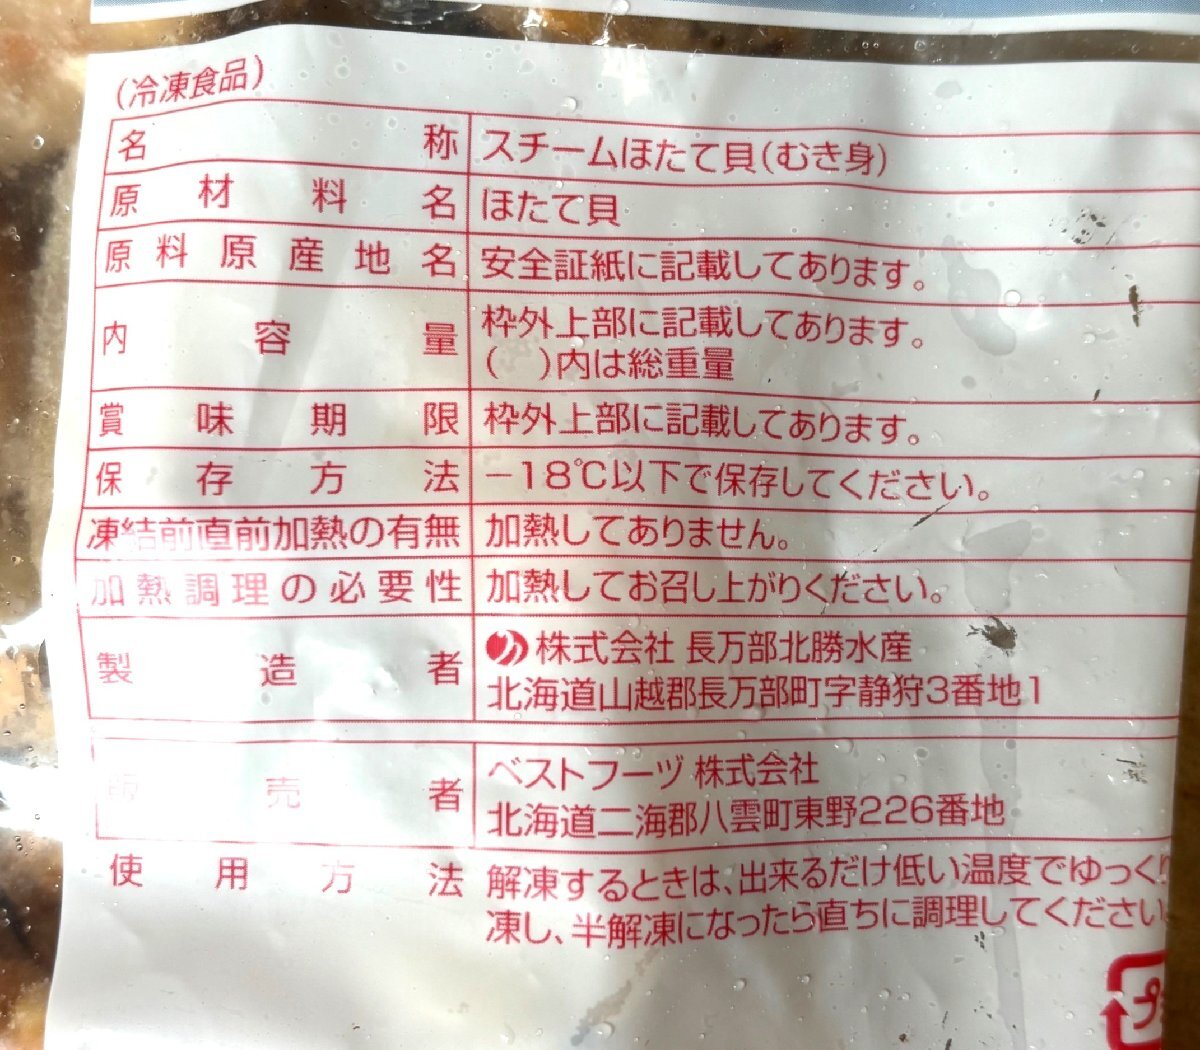 (冷凍食品)
名称 スチームほたて貝(むき身)
原材料名 ほたて貝
原料原産地名 安全証紙に記載してあります。
内容量 枠外上部に記載してあります。
( )内は総重量
賞味期限 枠外上部に記載してあります。
保存方法 −18℃以下で保存してください。
凍結前直前加熱の有無 加熱してありません。
加熱調理の必要性 加熱してお召し上がりください。
製造者 株式会社 長万部北勝水産
北海道山越郡長万部町字静狩3番地1
販売者 ベストフーヅ 株式会社
北海道二海郡八雲町東野226番地
使用方法 解凍するときは、出来るだけ低い温度でゆっくり
凍し、半解凍になったら直ちに調理してください。
プ